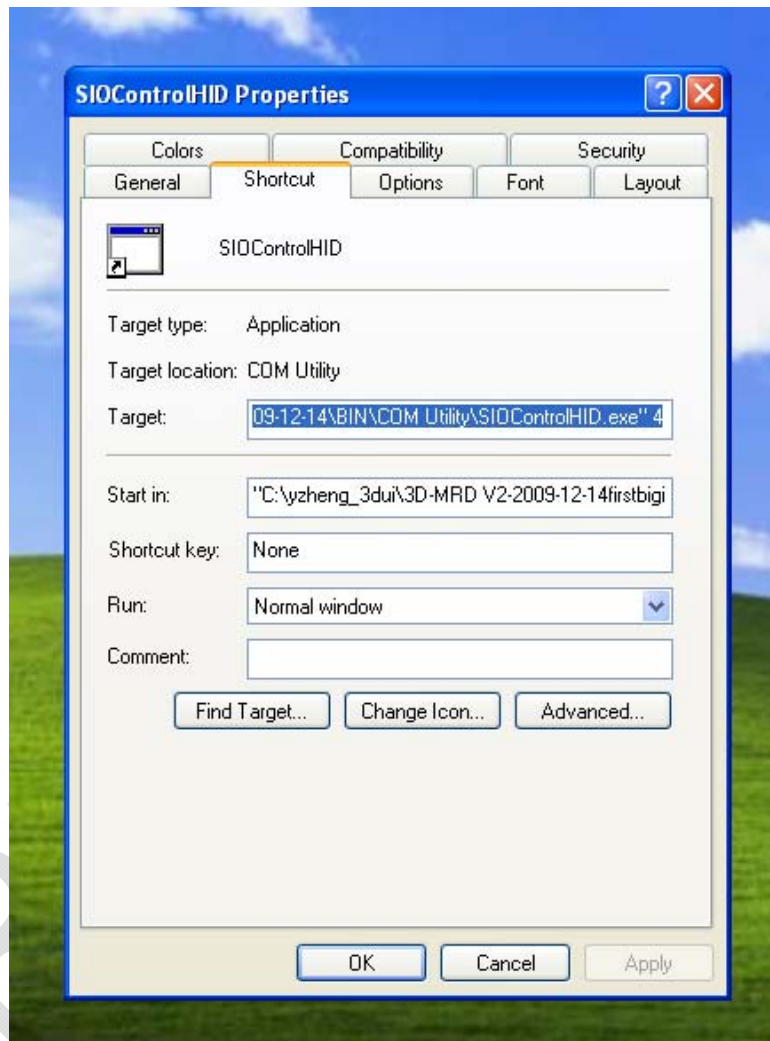 SIOControlHID Properties
Colors Compatibility Security
General Shortcut Options Font Layout
SIOControlHID
Target type: Application
Target location: COM Utility
Target: 09-12-14\BIN\COM Utility\SIOControlHID.exe" 4
Start in: "C:\yzheng_3dui\3D-MRD V2-2009-12-14firstbigi
Shortcut key: None
Run: Normal window
Comment:
Find Target... Change Icon... Advanced...
OK Cancel Apply